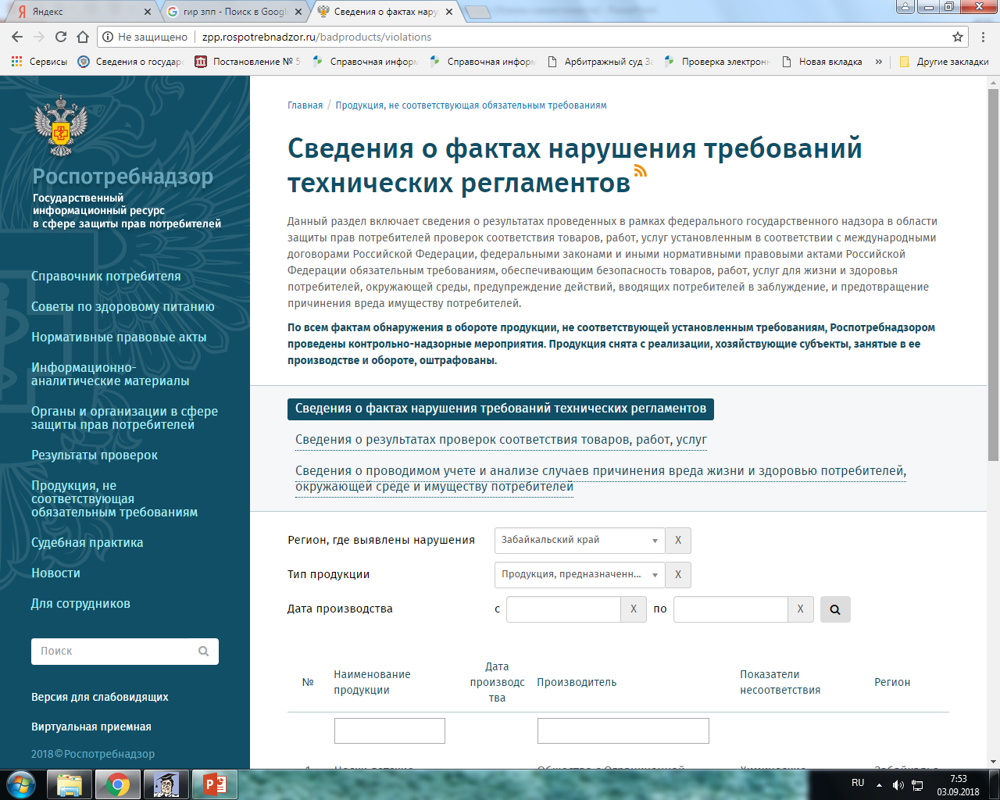 Яндекс
гир зпп - Поиск в Google
Сведения о фактах нару
Не защищено
zpp.rospotrebnadzor.ru/badproducts/violations
Сервисы
Сведения о государ
Постановление № 5
Справочная информ
Справочная информ
Арбитражный суд За
Проверка электронн
Новая вкладка
»
Другие закладки
Роспотребнадзор
Государственный
информационный ресурс
в сфере защиты прав потребителей
Справочник потребителя
Советы по здоровому питанию
Нормативные правовые акты
Информационно-
аналитические материалы
Органы и организации в сфере
защиты прав потребителей
Результаты проверок
Продукция, не
соответствующая
обязательным требованиям
Судебная практика
Новости
Для сотрудников
Поиск
Версия для слабовидящих
Виртуальная приемная
2018©Роспотребнадзор
Главная / Продукция, не соответствующая обязательным требованиям
Сведения о фактах нарушения требований
технических регламентов
Данный раздел включает сведения о результатах проведенных в рамках федерального государственного надзора в области
защиты прав потребителей проверок соответствия товаров, работ, услуг установленным в соответствии с международными
договорами Российской Федерации, федеральными законами и иными нормативными правовыми актами Российской
Федерации обязательным требованиям, обеспечивающим безопасность товаров, работ, услуг для жизни и здоровья
потребителей, окружающей среды, предупреждение действий, вводящих потребителей в заблуждение, и предотвращение
причинения вреда имуществу потребителей.
По всем фактам обнаружения в обороте продукции, не соответствующей установленным требованиям, Роспотребнадзором
проведены контрольно-надзорные мероприятия. Продукция снята с реализации, хозяйствующие субъекты, занятые в ее
производстве и обороте, оштрафованы.
Сведения о фактах нарушения требований технических регламентов
Сведения о результатах проверок соответствия товаров, работ, услуг
Сведения о проводимом учете и анализе случаев причинения вреда жизни и здоровью потребителей,
окружающей среде и имуществу потребителей
Регион, где выявлены нарушения
Забайкальский край
X
Тип продукции
Продукция, предназначенн...
X
Дата производства
с
X
по
X
№
Наименование
продукции
Дата
производс
тва
Производитель
Показатели
несоответствия
Регион
RU
7:53
03.09.2018